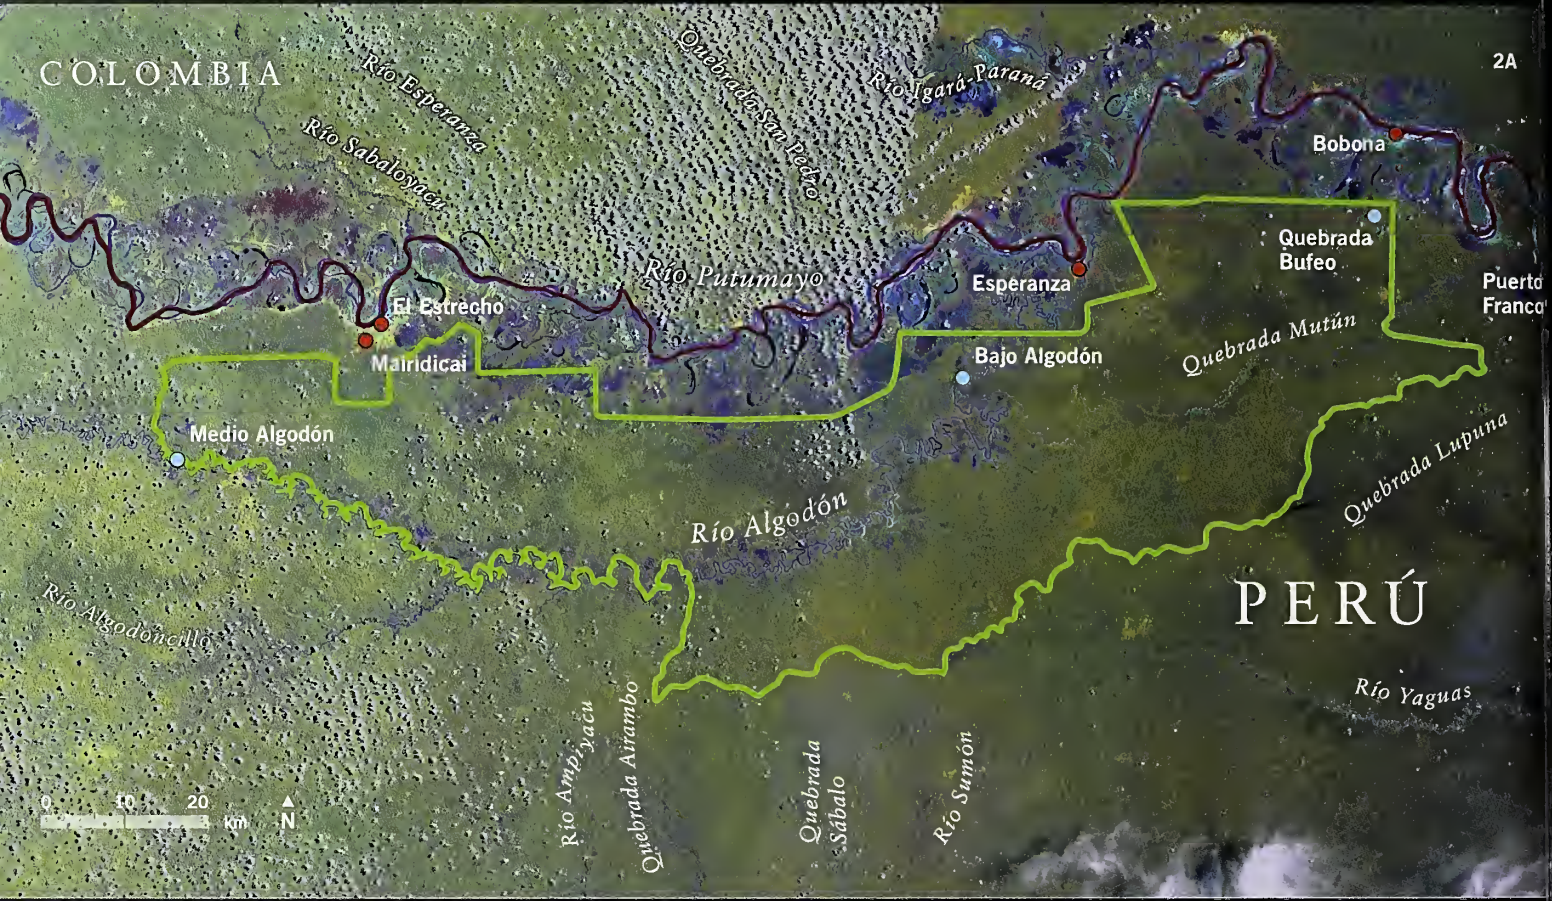 COLOMBIA
Río Esperanza
Río Sabaloyacu
Quebrada San Pedro
Río Igará-Paraná
2A
Bobona
Río Putumayo
Quebrada
Bufeo
Esperanza
Puerto
Franco
El Estrecho
Mairidicai
Bajo Algodón
Quebrada Mutún
Medio Algodón
Quebrada Lupuna
Río Algodón
PERÚ
Río Algodoncillo
Río Yaguas
Río Ampiyacu
Quebrada Airambo
Quebrada
Sábalo
Río Sumón
0 10 20
km
N